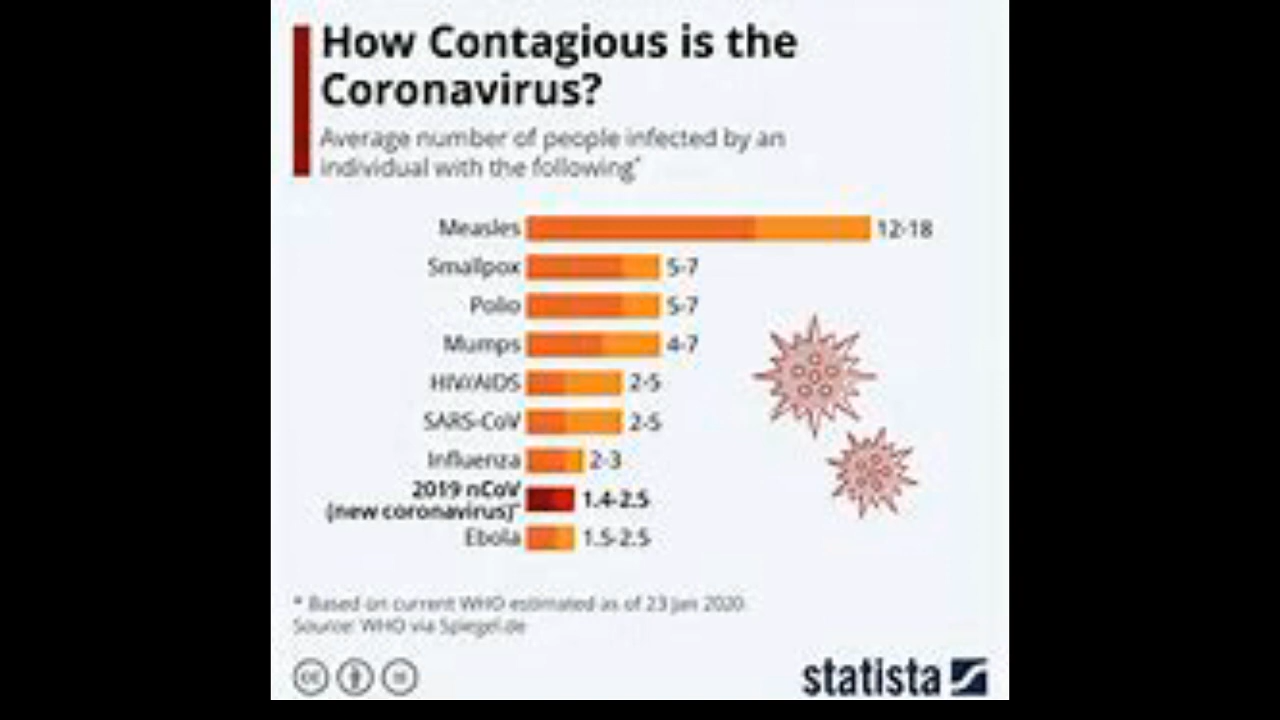 How Contagious is the
Coronavirus?
Average number of people infected by an
individual with the following*
Measles 12-18
Smallpox 5-7
Polio 5-7
Mumps 4-7
HIV/AIDS 2-5
SARS-CoV 2-5
Influenza 2-3
2019 nCoV
(new coronavirus)* 1.4-2.5
Ebola 1.5-2.5
* Based on current WHO estimated as of 23 Jan 2020.
Source: WHO via Spiegel.de
cc
statista